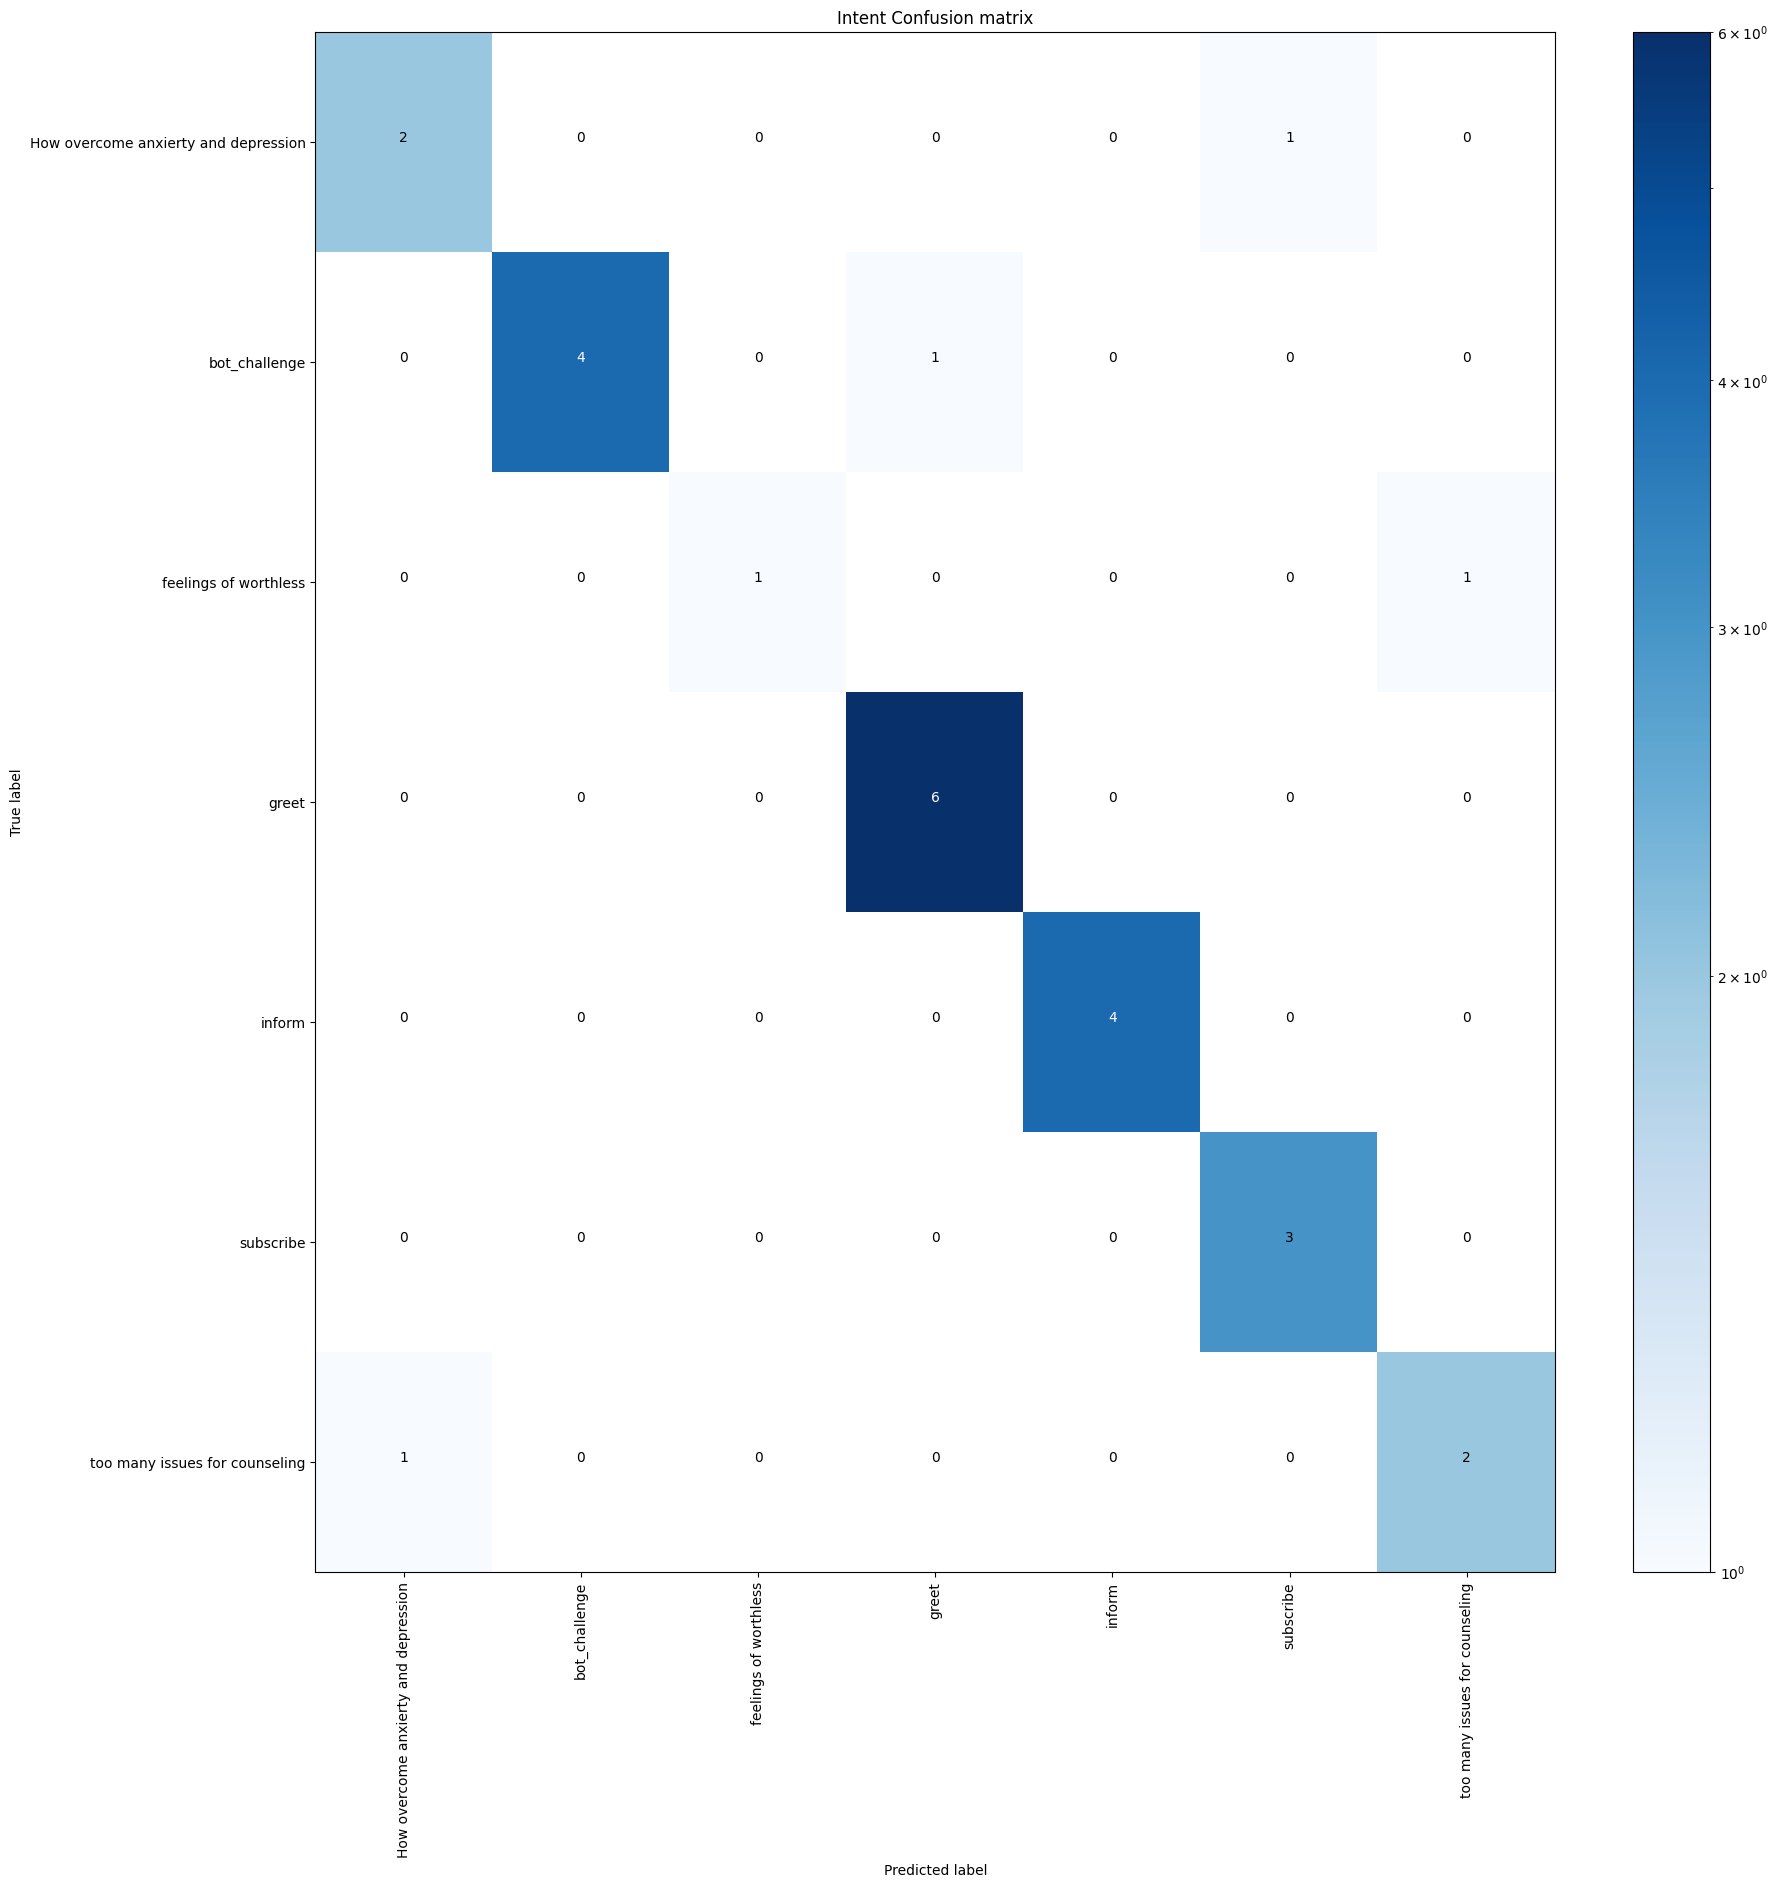 Intent Confusion matrix
How overcome anxierty and depression
2 0 0 0 0 1 0
bot_challenge
0 4 0 1 0 0 0
feelings of worthless
0 0 1 0 0 0 1
greet
0 0 0 6 0 0 0
inform
0 0 0 0 4 0 0
subscribe
0 0 0 0 0 3 0
too many issues for counseling
1 0 0 0 0 0 2
True label
How overcome anxierty and depression
bot_challenge
feelings of worthless
greet
inform
subscribe
too many issues for counseling
Predicted label
6 × 10⁰
4 × 10⁰
3 × 10⁰
2 × 10⁰
10⁰